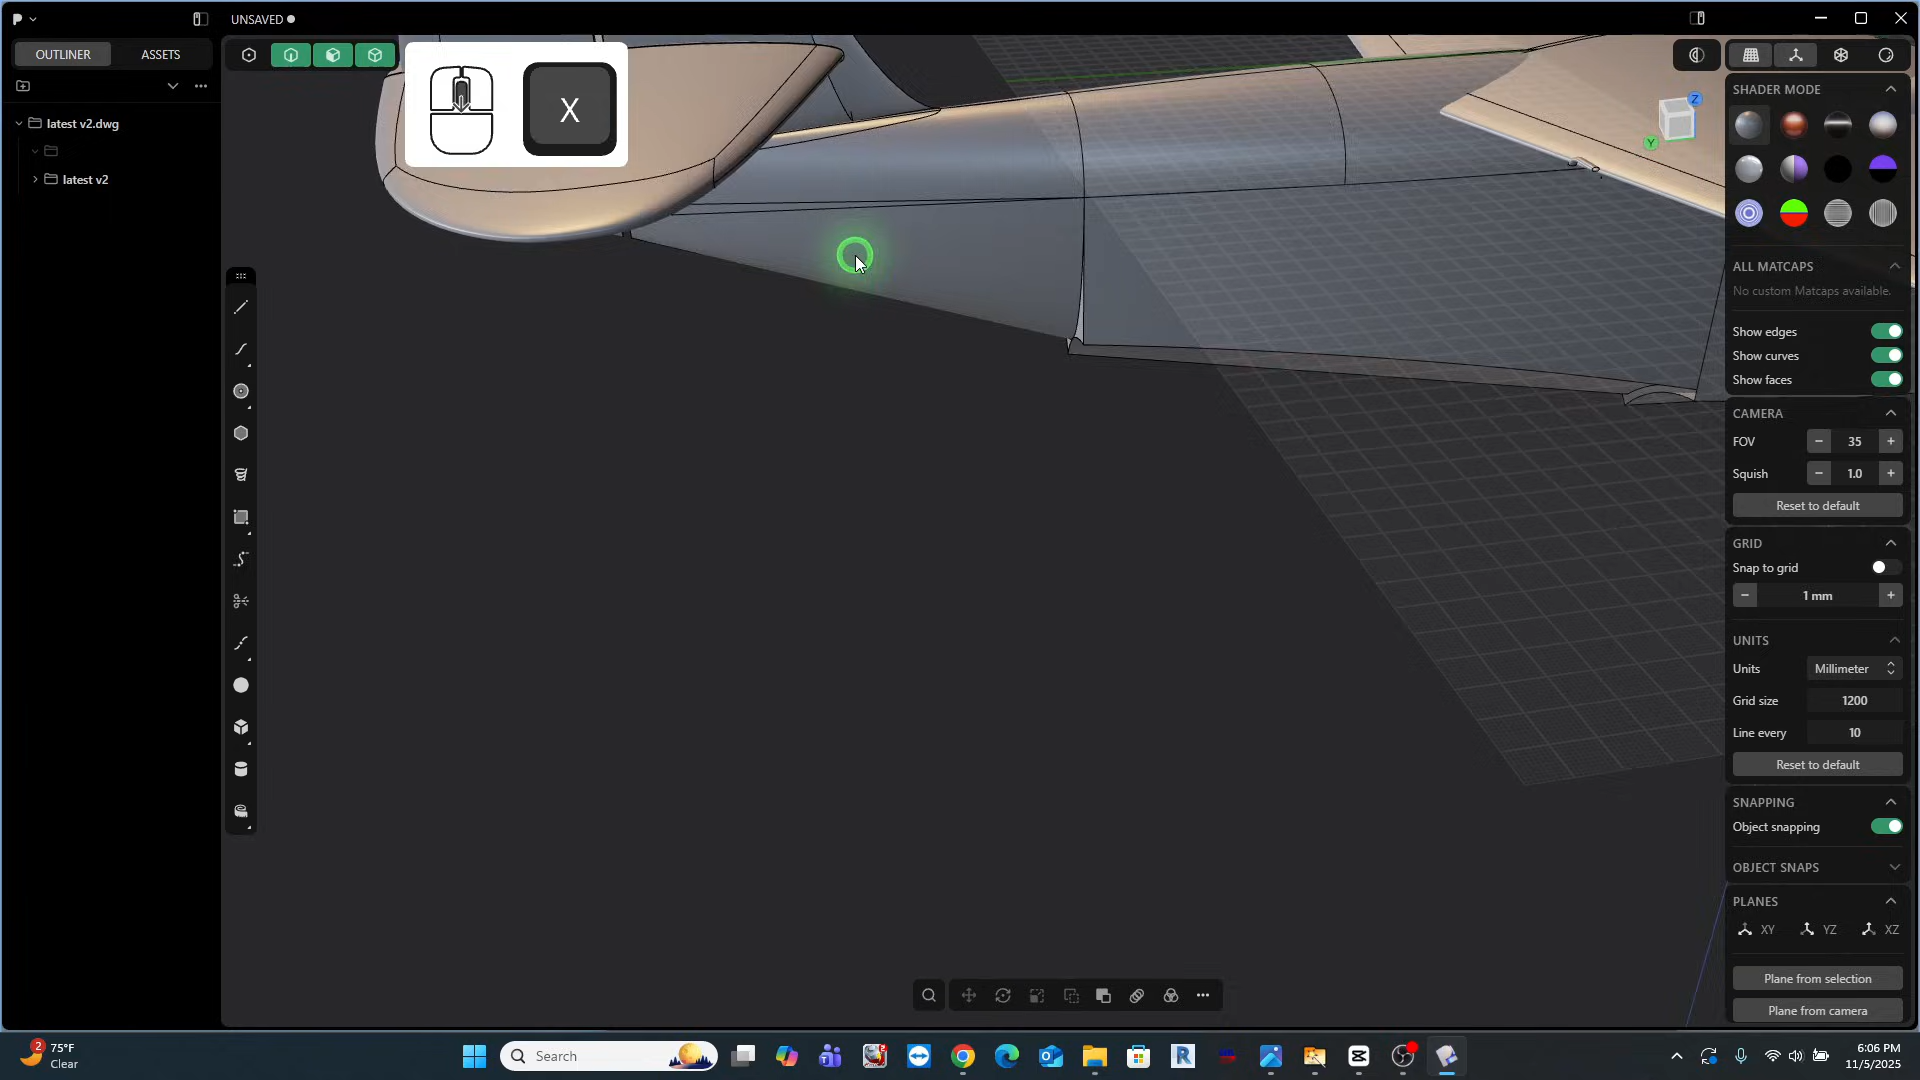 UNSAVED
OUTLINER
ASSETS
latest v2.dwg
latest v2
X
Z
Y
SHADER MODE
ALL MATCAPS
No custom Matcaps available.
Show edges
Show curves
Show faces
CAMERA
FOV
35
Squish
1.0
Reset to default
GRID
Snap to grid
1 mm
UNITS
Units
Millimeter
Grid size
1200
Line every
10
Reset to default
SNAPPING
Object snapping
OBJECT SNAPS
PLANES
XY
YZ
XZ
Plane from selection
Plane from camera
2
75°F
Clear
Search
6:06 PM
11/5/2025